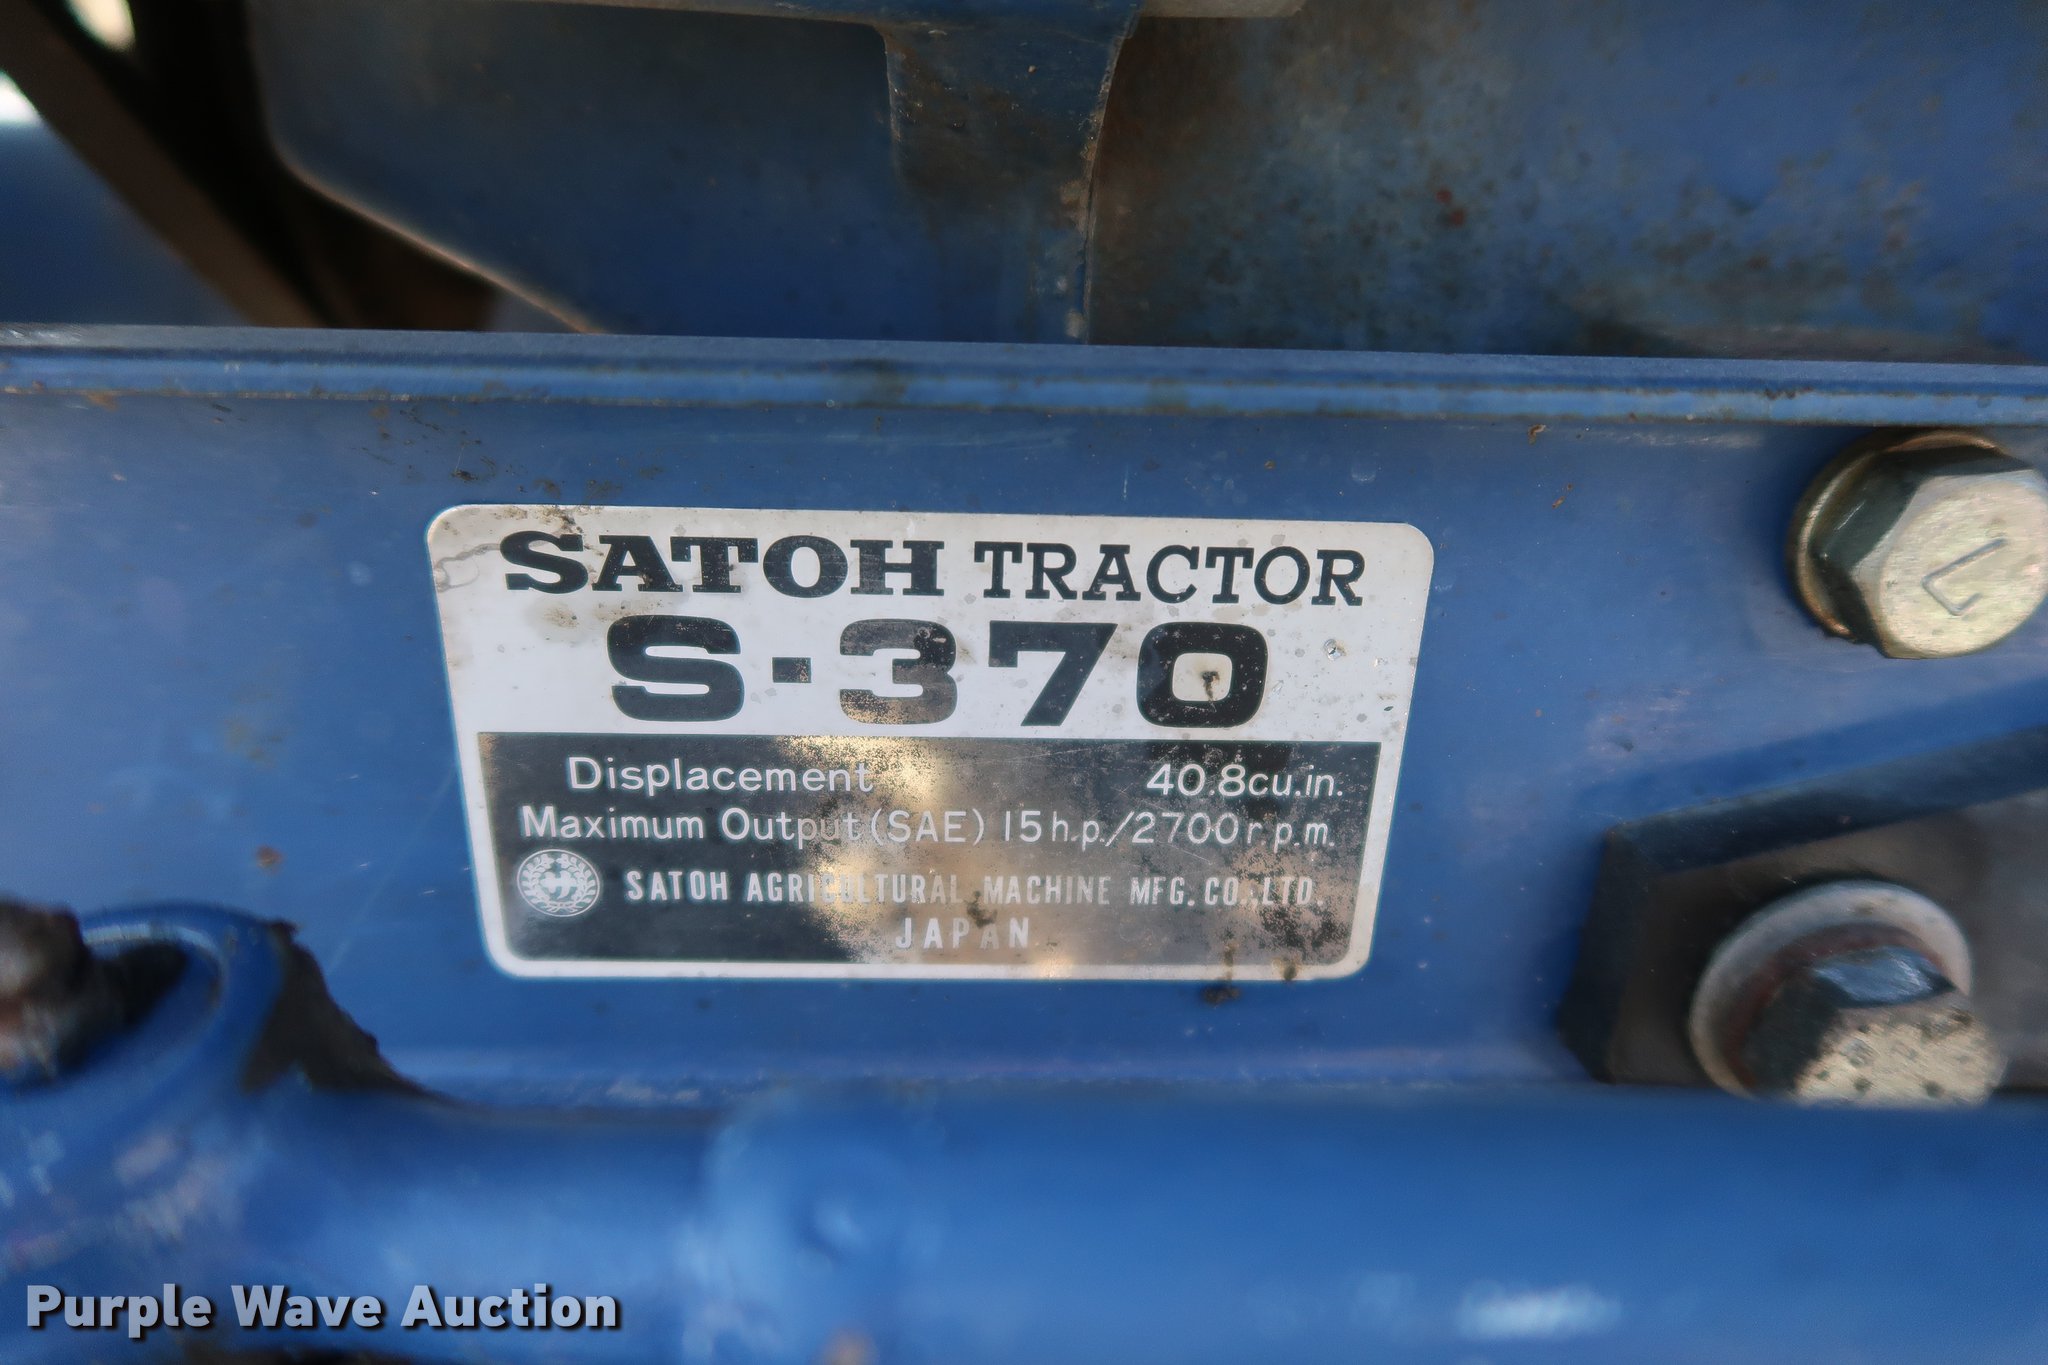 SATOH TRACTOR
S-370
Displacement 40.8cu.in.
Maximum Output (SAE) 15h.p./2700r.p.m.
SATOH AGRICULTURAL MACHINE MFG. CO.,LTD.
JAPAN
L
Purple Wave Auction